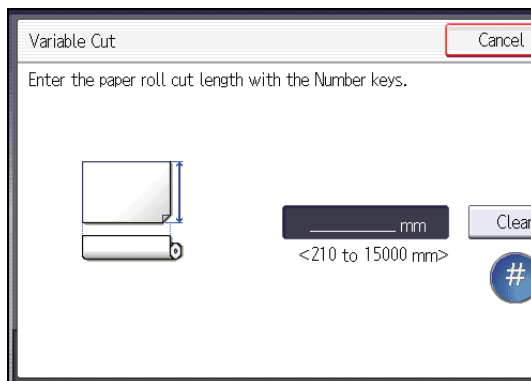 Variable Cut
Cancel
Enter the paper roll cut length with the Number keys.
mm
Clear
<210 to 15000 mm>
#